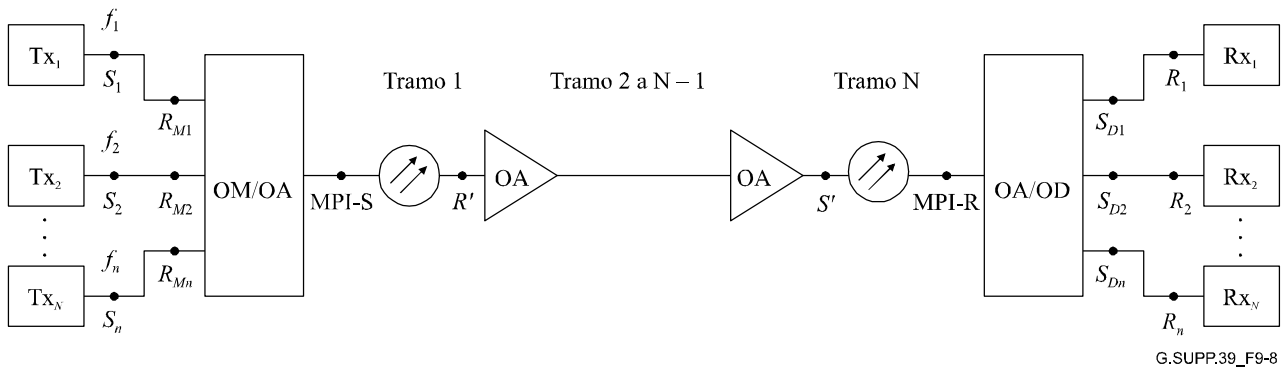 f1
Tx1
S1
RM1
f2
Tx2
S2
RM2
fn
TxN
Sn
RMn
OM/OA
MPI-S
Tramo 1
R'
OA
Tramo 2 a N – 1
OA
S'
Tramo N
MPI-R
OA/OD
SD1
R1
Rx1
SD2
R2
Rx2
SDn
Rn
RxN
G.SUPP.39_F9-8